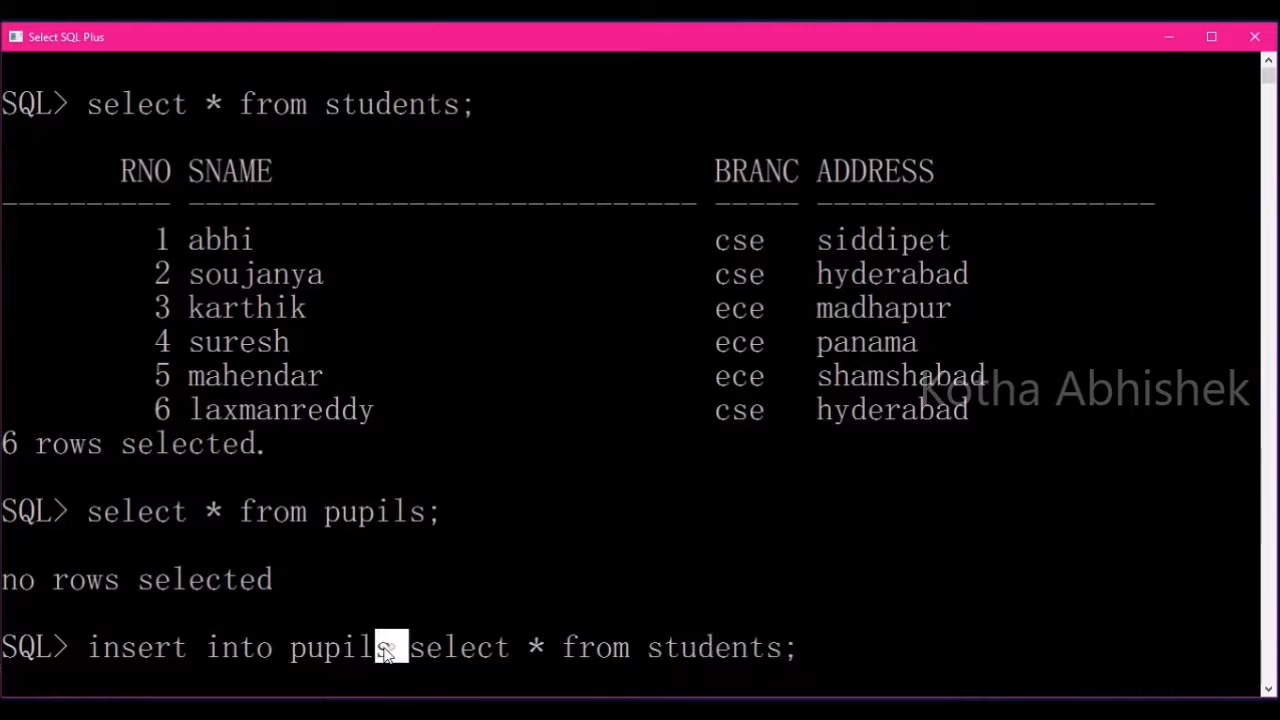 Select SQL Plus
SQL> select * from students;
RNO SNAME BRANC ADDRESS
---------- ------------------------------ ----- --------------------
1 abhi cse siddipet
2 soujanya cse hyderabad
3 karthik ece madhapur
4 suresh ece panama
5 mahendar ece shamshabad
Kotha Abhishek
6 laxmanreddy cse hyderabad
6 rows selected.
SQL> select * from pupils;
no rows selected
SQL> insert into pupils select * from students;